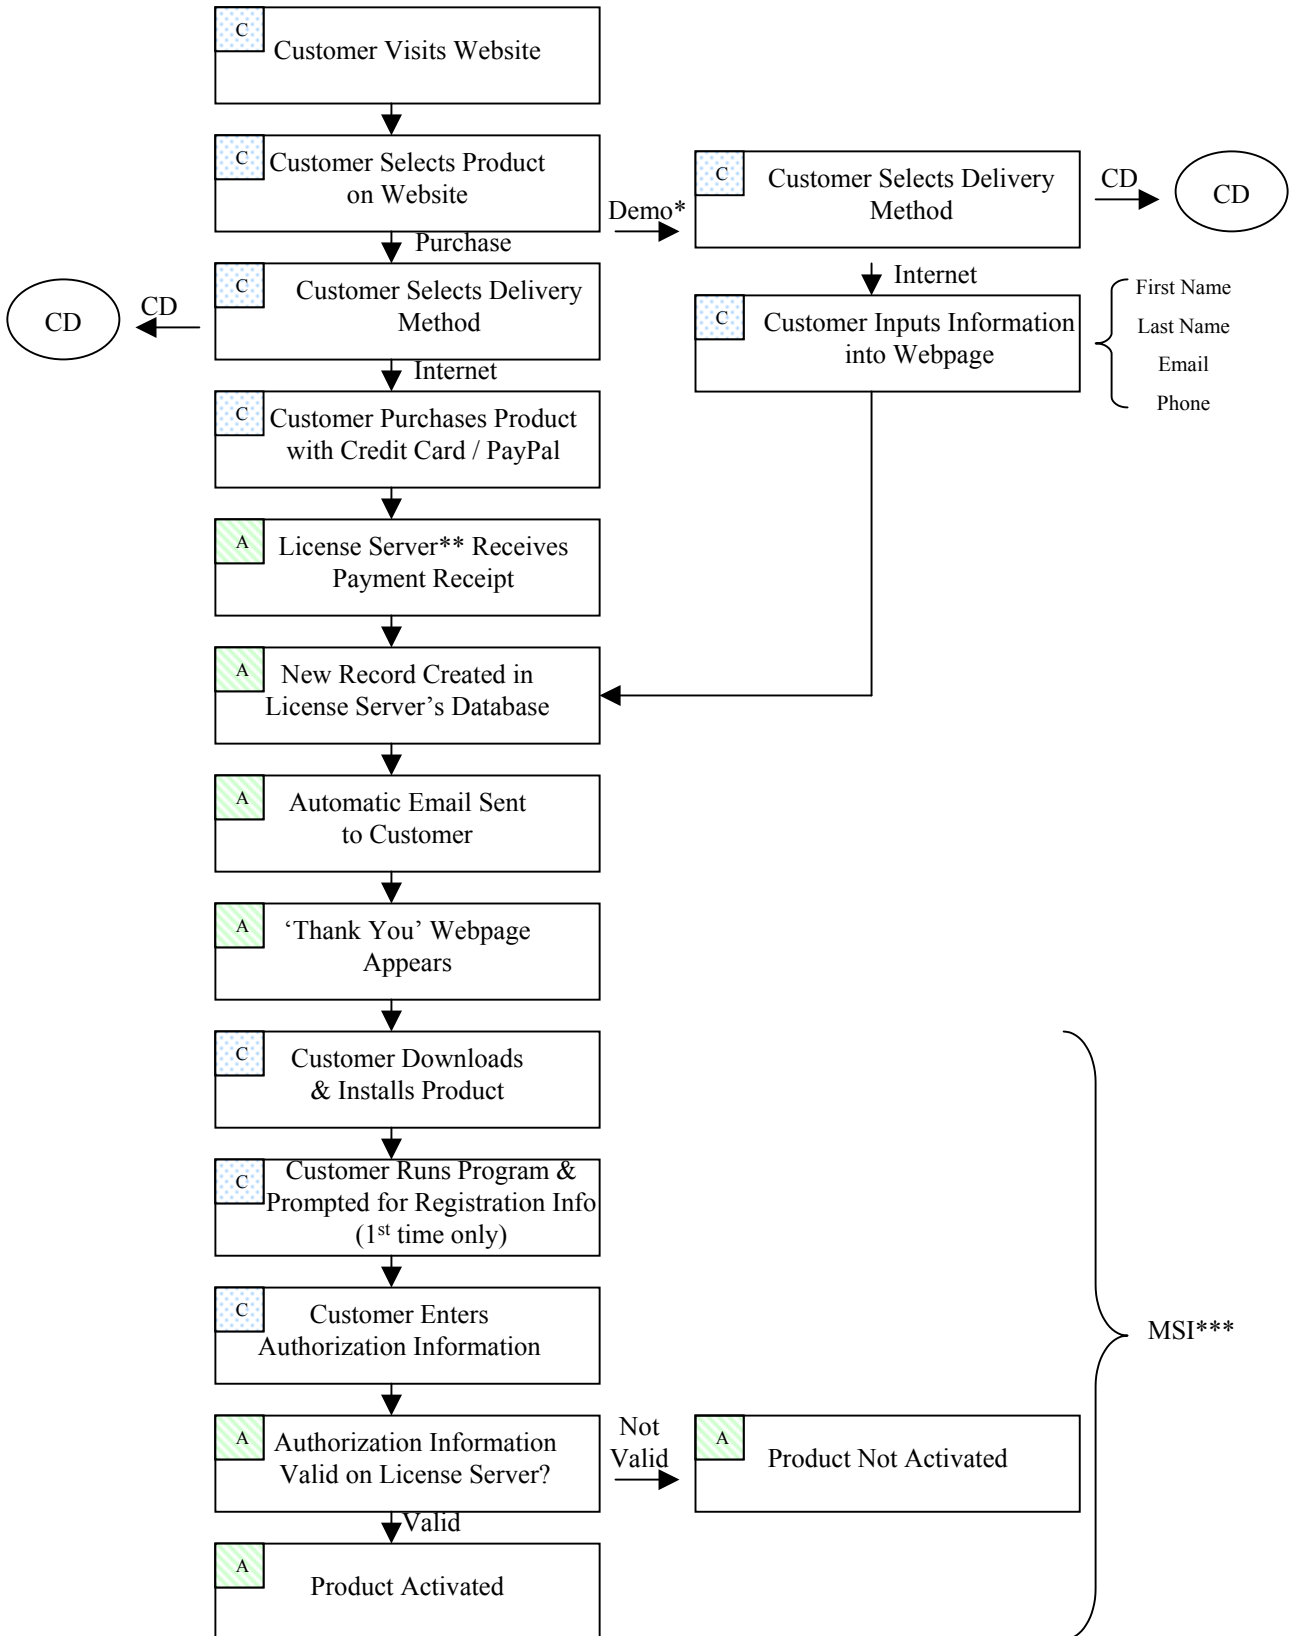 C
Customer Visits Website
C
Customer Selects Product
on Website
Demo*
C
Customer Selects Delivery
Method
CD
CD
Purchase
C
Customer Selects Delivery
Method
CD
CD
Internet
C
Customer Inputs Information
into Webpage
First Name
Last Name
Email
Phone
Internet
C
Customer Purchases Product
with Credit Card / PayPal
A
License Server** Receives
Payment Receipt
A
New Record Created in
License Server’s Database
A
Automatic Email Sent
to Customer
A
‘Thank You’ Webpage
Appears
C
Customer Downloads
& Installs Product
C
Customer Runs Program &
Prompted for Registration Info
(1st time only)
C
Customer Enters
Authorization Information
MSI***
A
Authorization Information
Valid on License Server?
Not
Valid
A
Product Not Activated
Valid
A
Product Activated